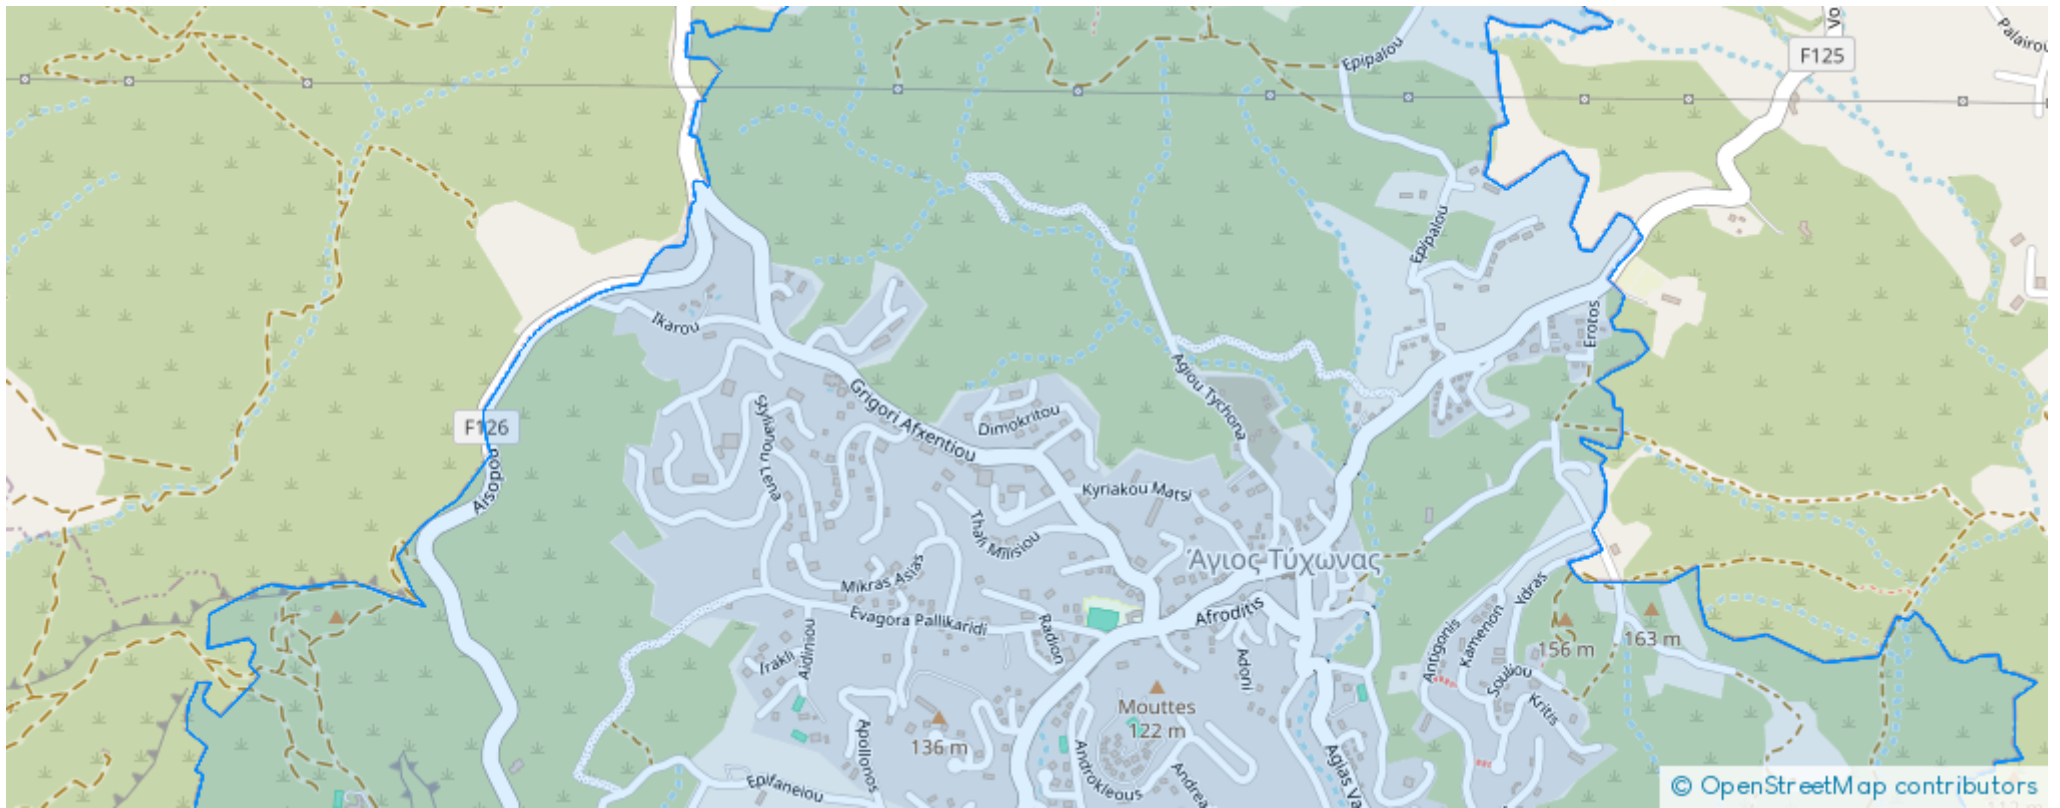 Epipalou
Vo
Palairou
F125
Epipalou
Ikarou
Erotos
F126
Aisopou
Stylianou Lena
Grigori Afxentiou
Dimokritou
Agiou Tychona
Kyriakou Matsi
Thali Milisiou
Άγιος Τύχωνας
Mikras Asias
Evagora Pallikaridi
Afroditis
Radion
Irakli
Aidiniou
Adoni
Antigonis
Kamenon
Ydras
Souliou
Kritis
156 m
163 m
Mouttes
122 m
136 m
Apollonos
Androkleous
Andrea
Agias Va
Epifaneiou
© OpenStreetMap contributors